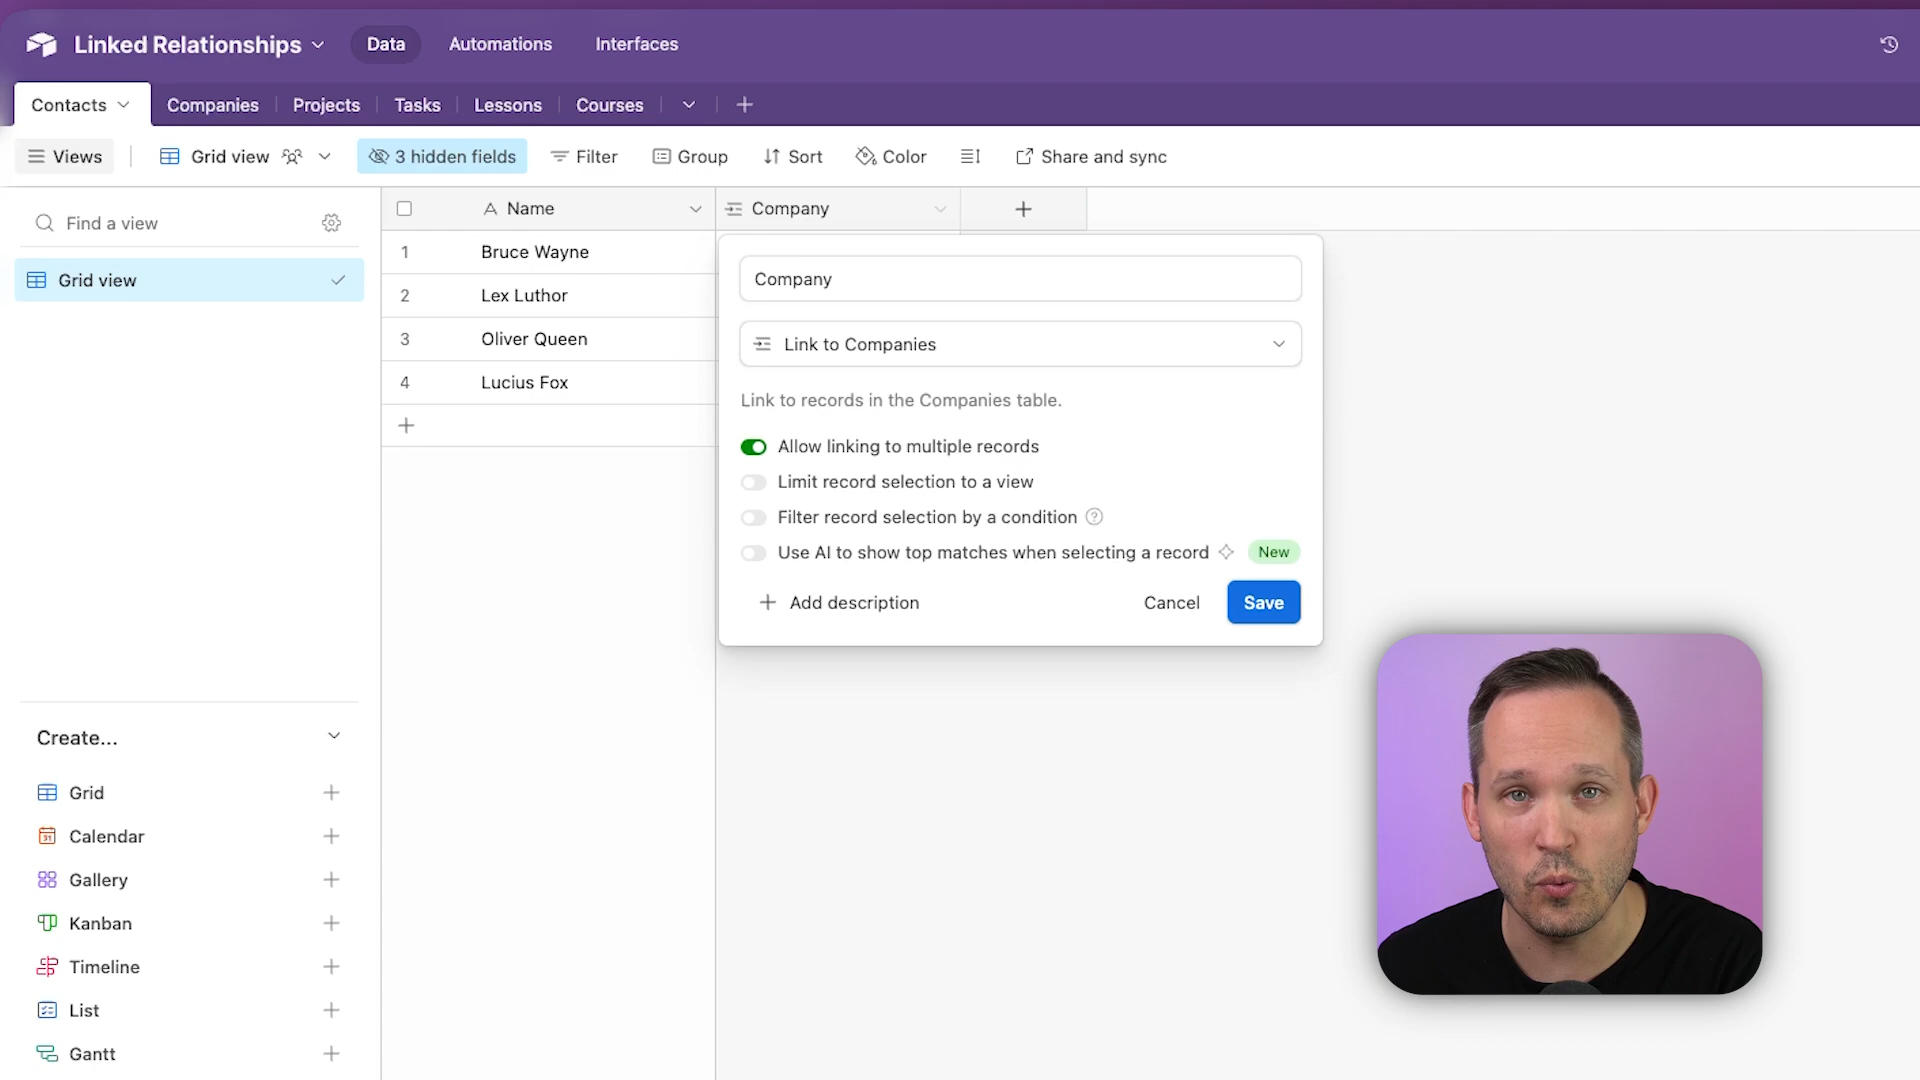 Linked Relationships
Data
Automations
Interfaces
Contacts
Companies
Projects
Tasks
Lessons
Courses
Views
Grid view
3 hidden fields
Filter
Group
Sort
Color
Share and sync
Find a view
Grid view
Name
Company
1 Bruce Wayne
2 Lex Luthor
3 Oliver Queen
4 Lucius Fox
Company
Link to Companies
Link to records in the Companies table.
Allow linking to multiple records
Limit record selection to a view
Filter record selection by a condition ?
Use AI to show top matches when selecting a record New
Add description
Cancel
Save
Create...
Grid
31 Calendar
Gallery
Kanban
Timeline
List
Gantt